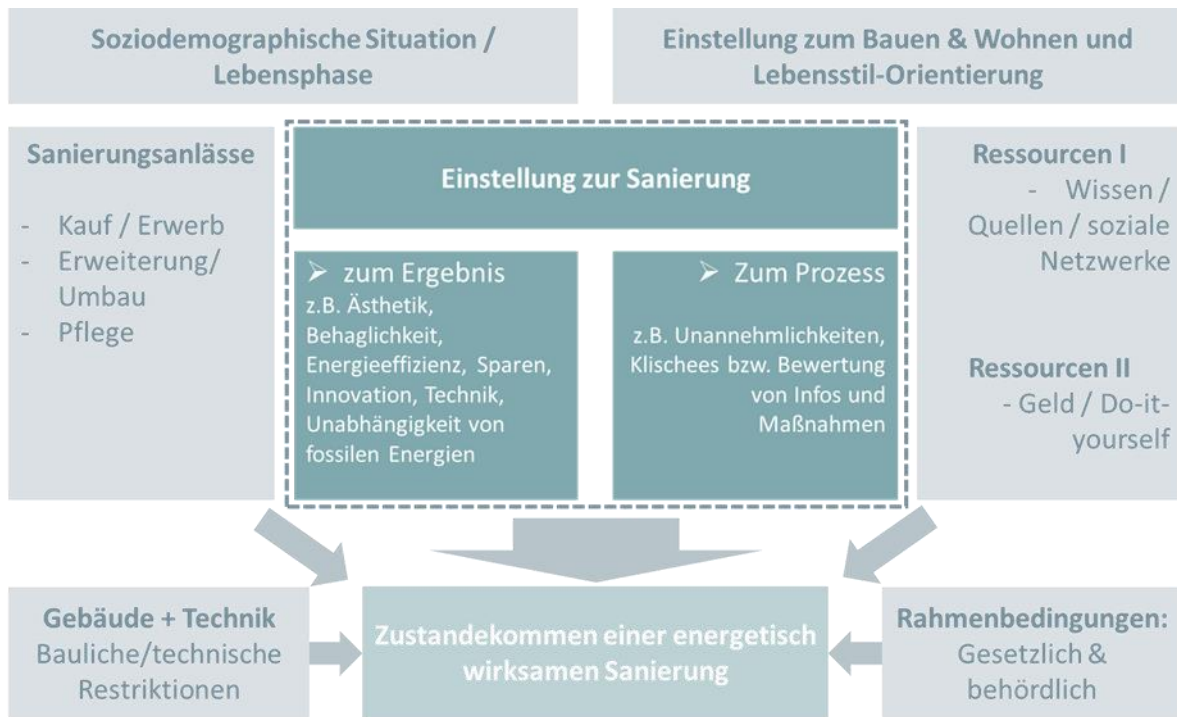 Soziodemographische Situation /
Lebensphase
Einstellung zum Bauen & Wohnen und
Lebensstil-Orientierung
Sanierungsanlässe
- Kauf / Erwerb
- Erweiterung/
Umbau
- Pflege
Einstellung zur Sanierung
➢ zum Ergebnis
z.B. Ästhetik,
Behaglichkeit,
Energieeffizienz, Sparen,
Innovation, Technik,
Unabhängigkeit von
fossilen Energien
➢ Zum Prozess
z.B. Unannehmlichkeiten,
Klischees bzw. Bewertung
von Infos und
Maßnahmen
Ressourcen I
- Wissen /
Quellen / soziale
Netzwerke
Ressourcen II
- Geld / Do-it-
yourself
Gebäude + Technik
Bauliche/technische
Restriktionen
Zustandekommen einer energetisch
wirksamen Sanierung
Rahmenbedingungen:
Gesetzlich &
behördlich